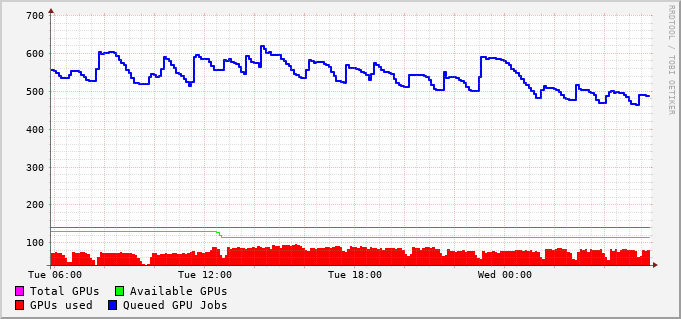 700
600
500
400
300
200
100
Tue 06:00 Tue 12:00 Tue 18:00 Wed 00:00
Total GPUs Available GPUs
GPUs used Queued GPU Jobs
RRDTOOL / TOBI OETIKER